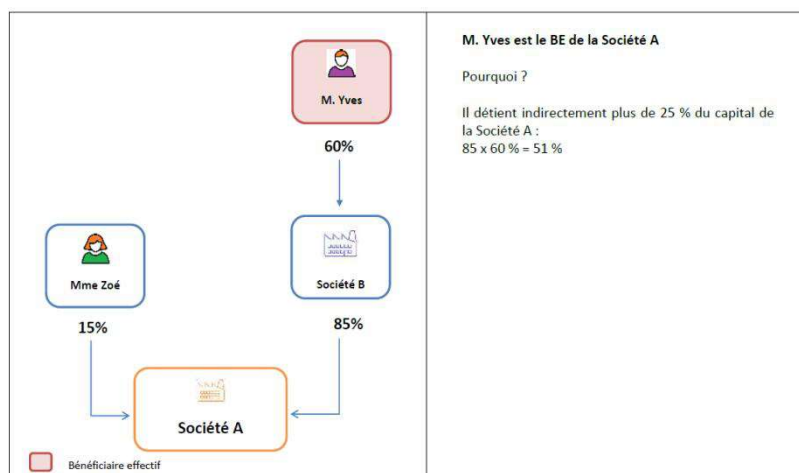 M. Yves
60%
Mme Zoé
Société B
15%
85%
Société A
Bénéficiaire effectif
M. Yves est le BE de la Société A
Pourquoi ?
Il détient indirectement plus de 25 % du capital de
la Société A :
85 x 60 % = 51 %